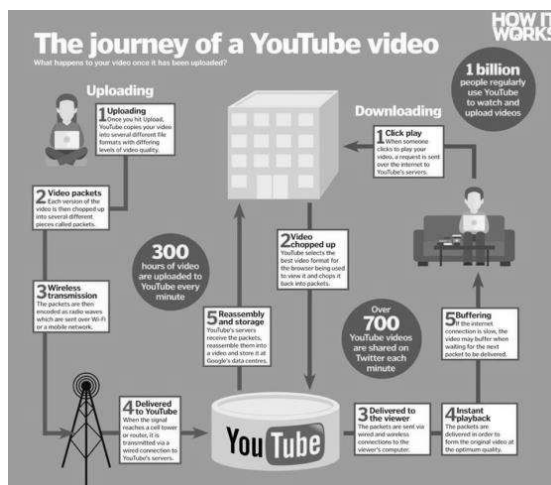 HOW IT
WORKS
The journey of a YouTube video
What happens to your video once it has been uploaded?
Uploading
1 Uploading
Once you hit Upload,
YouTube copies your video
into several different file
formats with differing
levels of video quality.
2 Video packets
Each version of the
video is then chopped up
into several different
pieces called packets.
3 Wireless
transmission
The packets are then
encoded as radio waves
which are sent over Wi-Fi
or a mobile network.
4 Delivered
to YouTube
When the signal
reaches a cell tower
or router, it is
transmitted via a
wired connection to
YouTube's servers.
5 Reassembly
and storage
YouTube's servers
receive the packets,
reassemble them into
a video and store it at
Google's data centres.
300
hours of video
are uploaded to
YouTube every
minute
You Tube
Downloading
1 Click play
When someone
clicks to play your
video, a request is sent
over the internet to
YouTube's servers.
2 Video
chopped up
YouTube selects the
best video format for
the browser being used
to view it and chops it
back into packets.
3 Delivered to
the viewer
The packets are sent via
wired and wireless
connections to the
viewer's computer.
4 Instant
playback
The packets are
delivered in order to
form the original video at
the optimum quality.
5 Buffering
If the internet
connection is slow, the
video may buffer when
waiting for the next
packet to be delivered.
Over
700
YouTube videos
are shared on
Twitter each
minute
1 billion
people regularly
use YouTube
to watch and
upload videos